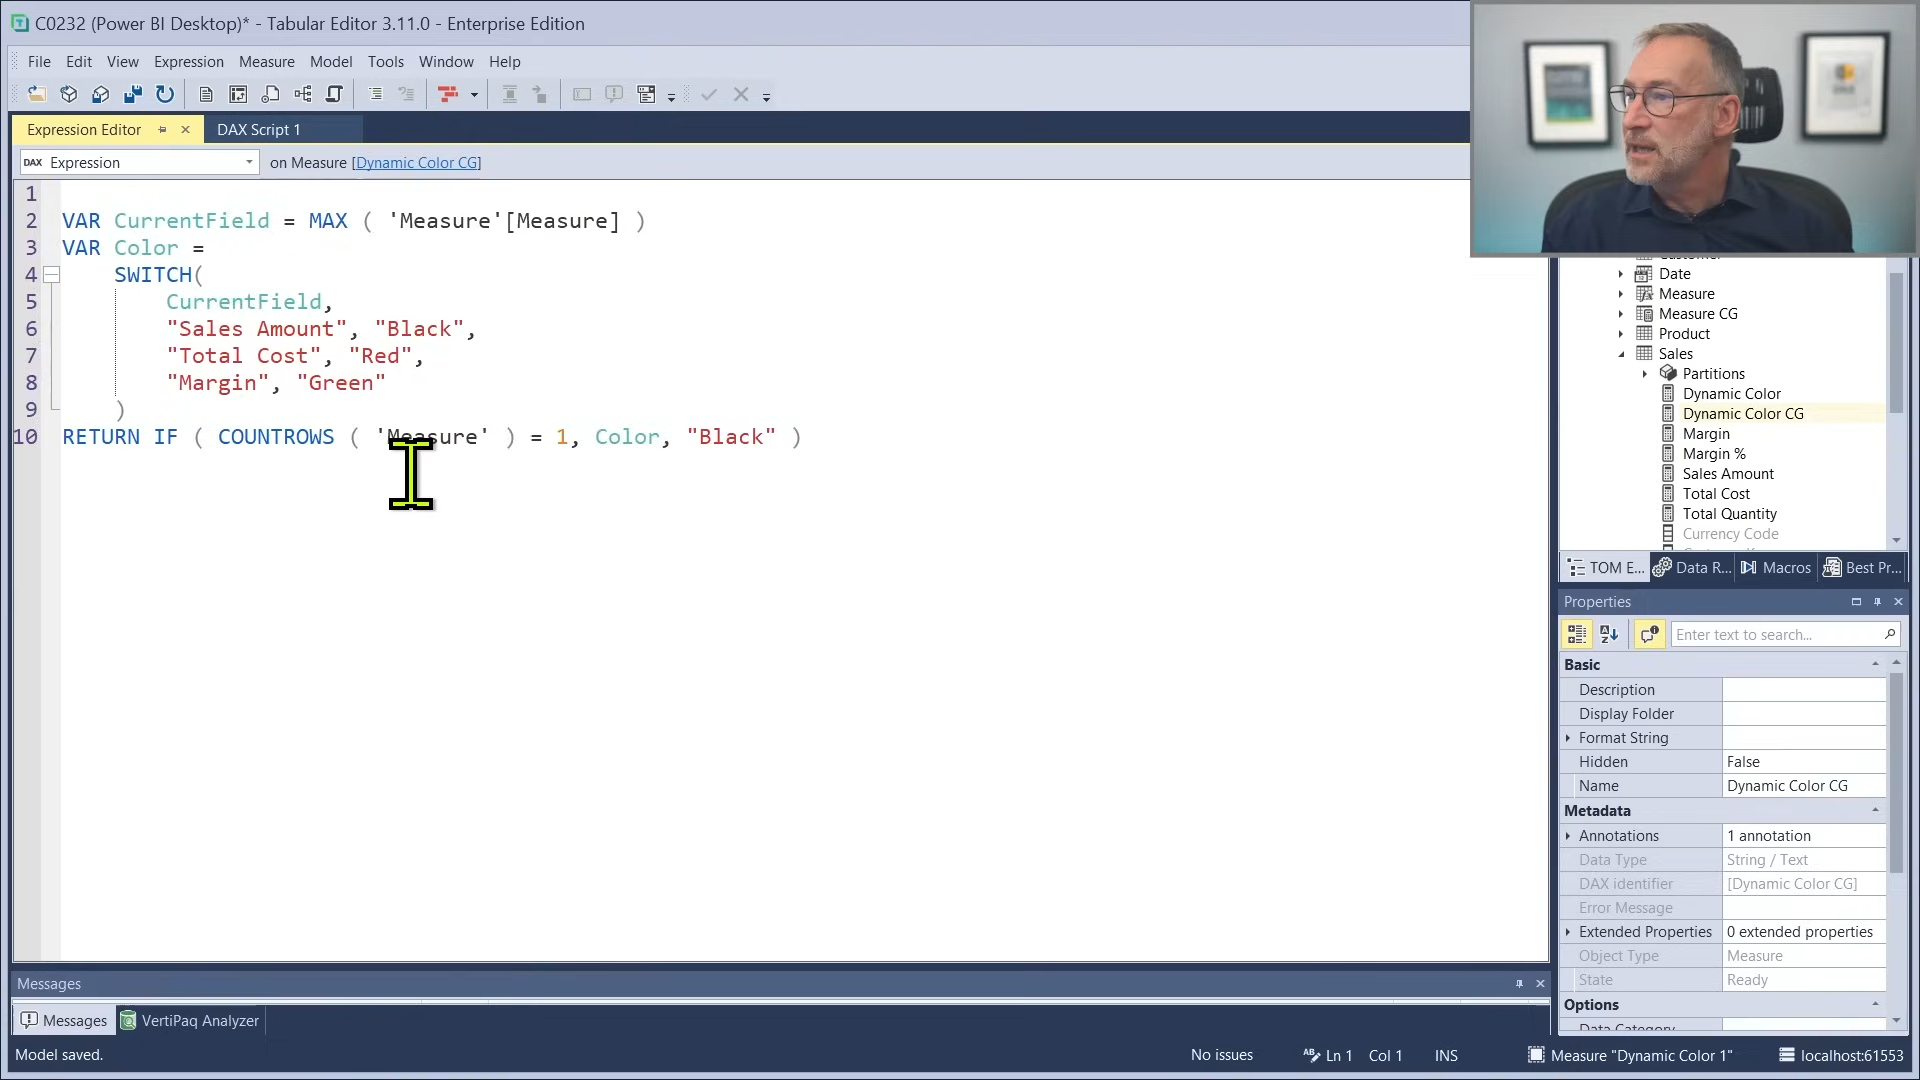 C0232 (Power BI Desktop)* - Tabular Editor 3.11.0 - Enterprise Edition
File Edit View Expression Measure Model Tools Window Help
Expression Editor DAX Script 1
DAX Expression on Measure [Dynamic Color CG]
1
2 VAR CurrentField = MAX ( 'Measure'[Measure] )
3 VAR Color =
4 SWITCH(
5 CurrentField,
6 "Sales Amount", "Black",
7 "Total Cost", "Red",
8 "Margin", "Green"
9 )
10 RETURN IF ( COUNTROWS ( 'Measure' ) = 1, Color, "Black" )
Customer
Date
Measure
Measure CG
Product
Sales
Partitions
Dynamic Color
Dynamic Color CG
Margin
Margin %
Sales Amount
Total Cost
Total Quantity
Currency Code
TOM E... Data R... Macros Best Pr...
Properties
Enter text to search...
Basic
Description
Display Folder
Format String
Hidden False
Name Dynamic Color CG
Metadata
Annotations 1 annotation
Data Type String / Text
DAX identifier [Dynamic Color CG]
Error Message
Extended Properties 0 extended properties
Object Type Measure
State Ready
Options
Data Category
Messages
Messages VertiPaq Analyzer
Model saved. No issues Ln 1 Col 1 INS Measure "Dynamic Color 1" localhost:61553